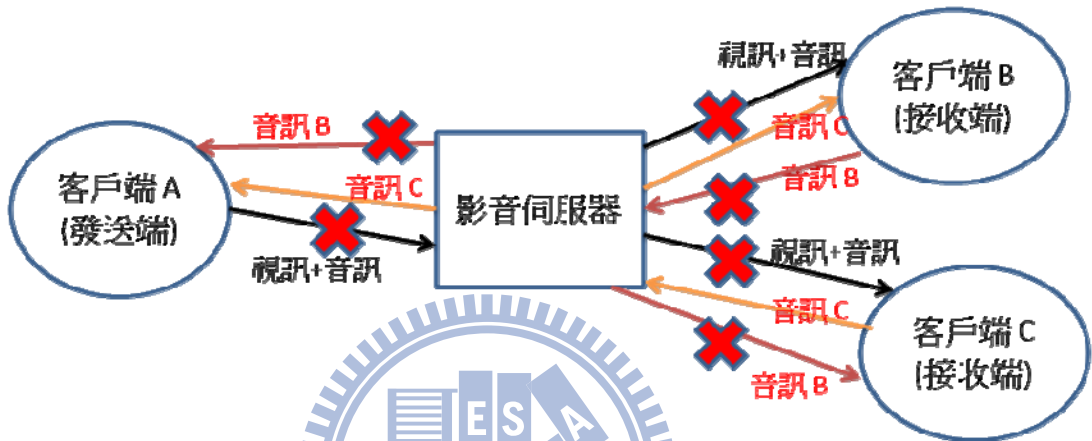 視訊+音訊
客戶端 B
(接收端)
音訊 B
音訊 C
客戶端 A
(發送端)
音訊 C
影音伺服器
音訊 B
視訊+音訊
視訊+音訊
音訊 C
客戶端 C
(接收端)
音訊 B
E S A